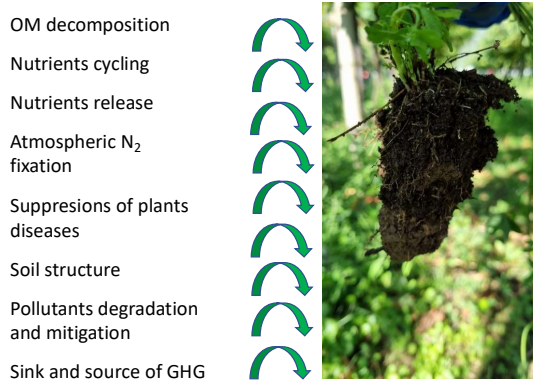 OM decomposition
Nutrients cycling
Nutrients release
Atmospheric N₂
fixation
Suppresions of plants
diseases
Soil structure
Pollutants degradation
and mitigation
Sink and source of GHG